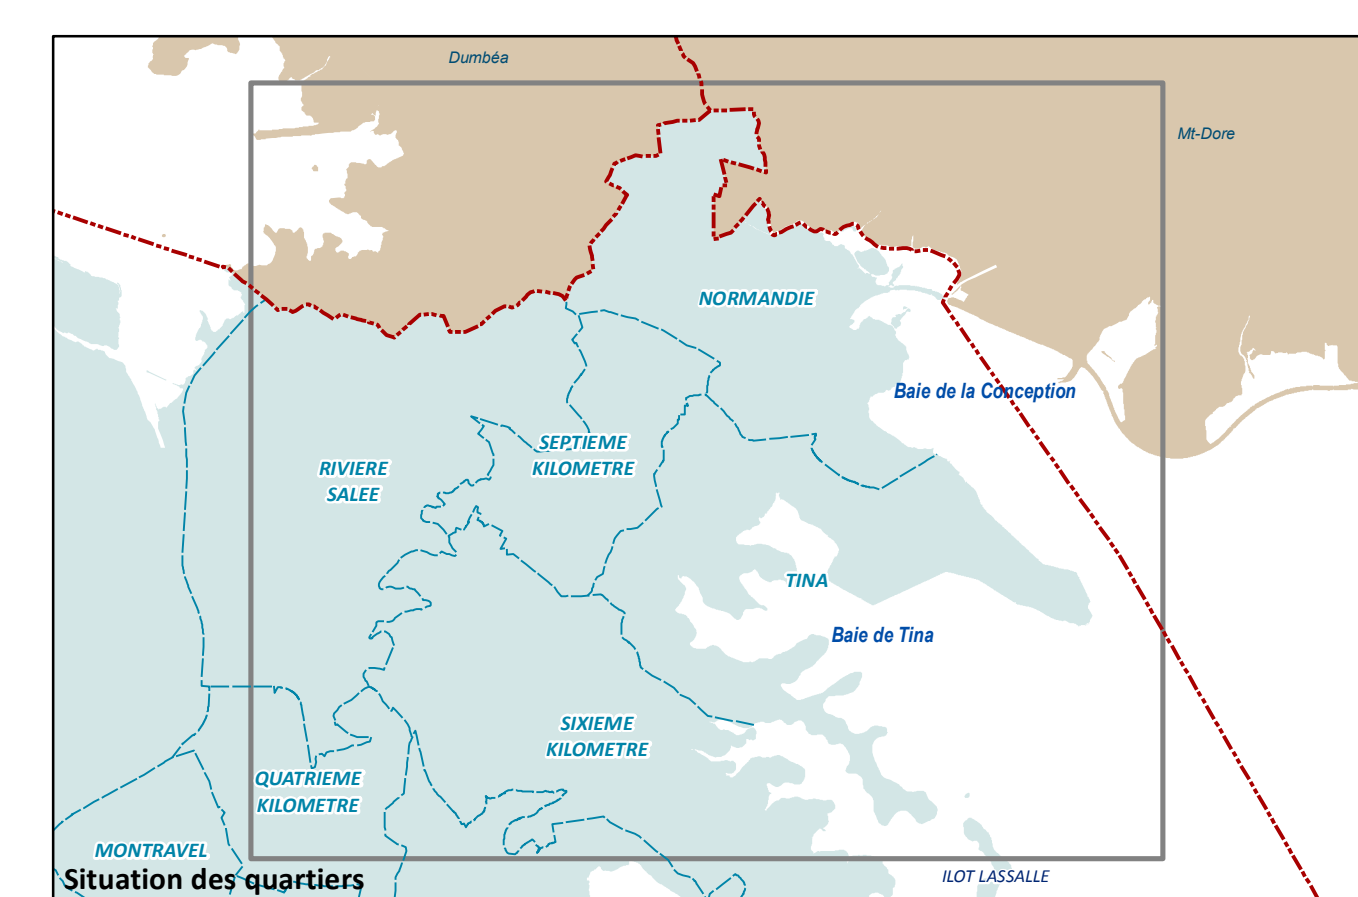 Dumbéa
Mt-Dore
NORMANDIE
Baie de la Conception
SEPTIEME
KILOMETRE
RIVIERE
SALEE
TINA
Baie de Tina
SIXIEME
KILOMETRE
QUATRIEME
KILOMETRE
MONTRAVEL
Situation des quartiers
ILOT LASSALLE